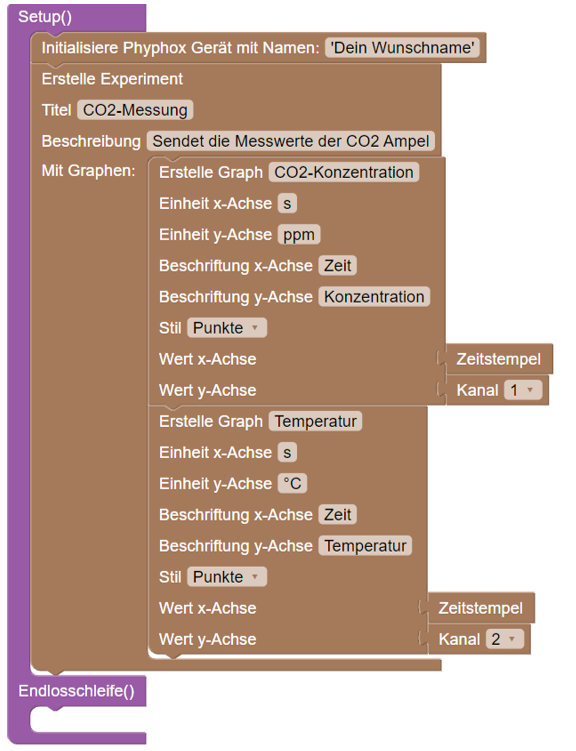 Setup()
Initialisiere Phyphox Gerät mit Namen: 'Dein Wunschname'
Erstelle Experiment
Titel CO2-Messung
Beschreibung Sendet die Messwerte der CO2 Ampel
Mit Graphen: Erstelle Graph CO2-Konzentration
Einheit x-Achse s
Einheit y-Achse ppm
Beschriftung x-Achse Zeit
Beschriftung y-Achse Konzentration
Stil Punkte
Wert x-Achse Zeitstempel
Wert y-Achse Kanal 1
Erstelle Graph Temperatur
Einheit x-Achse s
Einheit y-Achse °C
Beschriftung x-Achse Zeit
Beschriftung y-Achse Temperatur
Stil Punkte
Wert x-Achse Zeitstempel
Wert y-Achse Kanal 2
Endlosschleife()